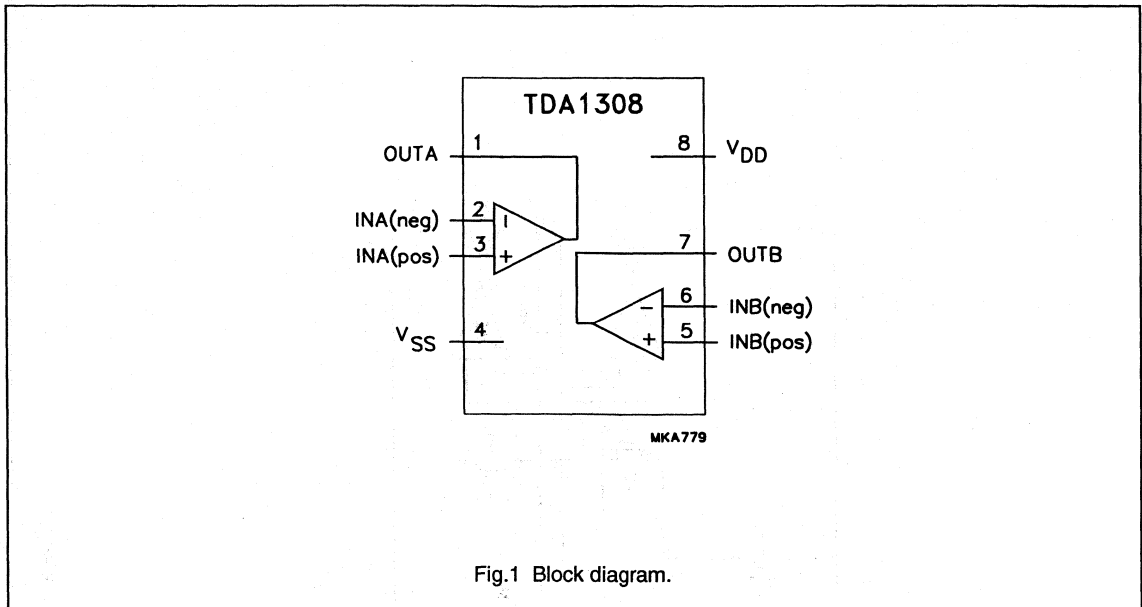 TDA1308
OUTA 1
8 VDD
INA(neg) 2
INA(pos) 3 +
7 OUTB
− 6 INB(neg)
+ 5 INB(pos)
VSS 4
MKA779
Fig.1 Block diagram.